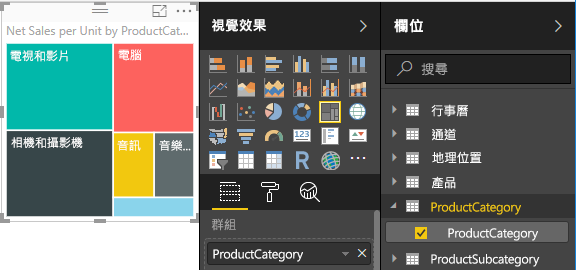 Net Sales per Unit by ProductCat...
電視和影片
電腦
相機和攝影機
音訊
音樂...
視覺效果
123
R
群組
ProductCategory
欄位
搜尋
行事曆
通道
地理位置
產品
ProductCategory
ProductCategory
ProductSubcategory